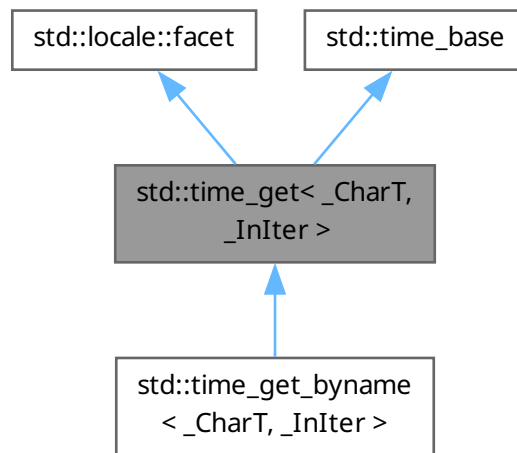 std::locale::facet
std::time_base
std::time_get< _CharT,
_InIter >
std::time_get_byname
< _CharT, _InIter >